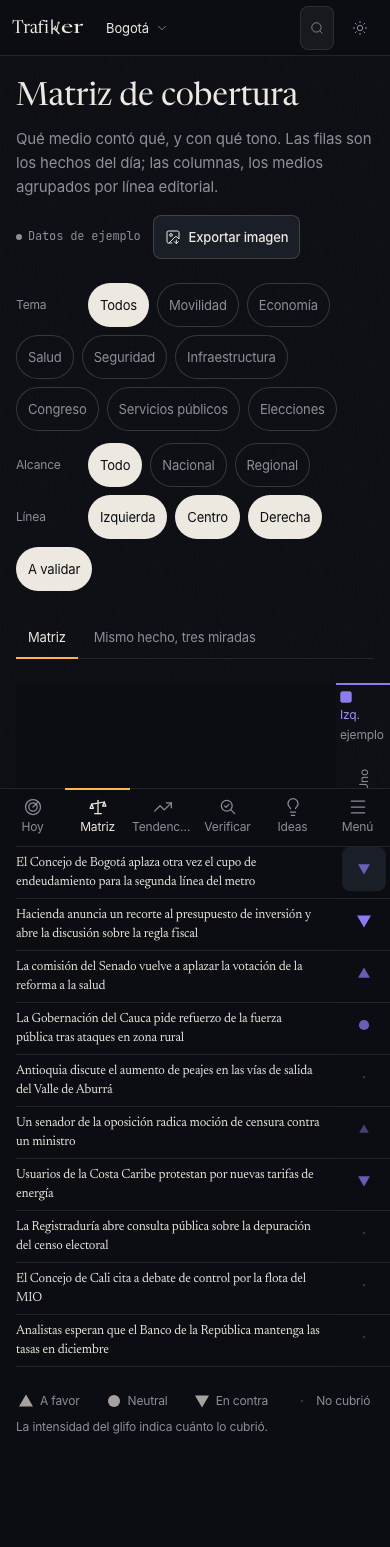 Trafiker
Bogotá
Matriz de cobertura
Qué medio contó qué, y con qué tono. Las filas son
los hechos del día; las columnas, los medios
agrupados por línea editorial.
Datos de ejemplo
Exportar imagen
Tema
Todos
Movilidad
Economía
Salud
Seguridad
Infraestructura
Congreso
Servicios públicos
Elecciones
Alcance
Todo
Nacional
Regional
Línea
Izquierda
Centro
Derecha
A validar
Matriz
Mismo hecho, tres miradas
Izq.
ejemplo
Uno
Hoy
Matriz
Tendenc...
Verificar
Ideas
Menú
El Concejo de Bogotá aplaza otra vez el cupo de
endeudamiento para la segunda línea del metro
Hacienda anuncia un recorte al presupuesto de inversión y
abre la discusión sobre la regla fiscal
La comisión del Senado vuelve a aplazar la votación de la
reforma a la salud
La Gobernación del Cauca pide refuerzo de la fuerza
pública tras ataques en zona rural
Antioquia discute el aumento de peajes en las vías de salida
del Valle de Aburrá
Un senador de la oposición radica moción de censura contra
un ministro
Usuarios de la Costa Caribe protestan por nuevas tarifas de
energía
La Registraduría abre consulta pública sobre la depuración
del censo electoral
El Concejo de Cali cita a debate de control por la flota del
MIO
Analistas esperan que el Banco de la República mantenga las
tasas en diciembre
A favor
Neutral
En contra
No cubrió
La intensidad del glifo indica cuánto lo cubrió.